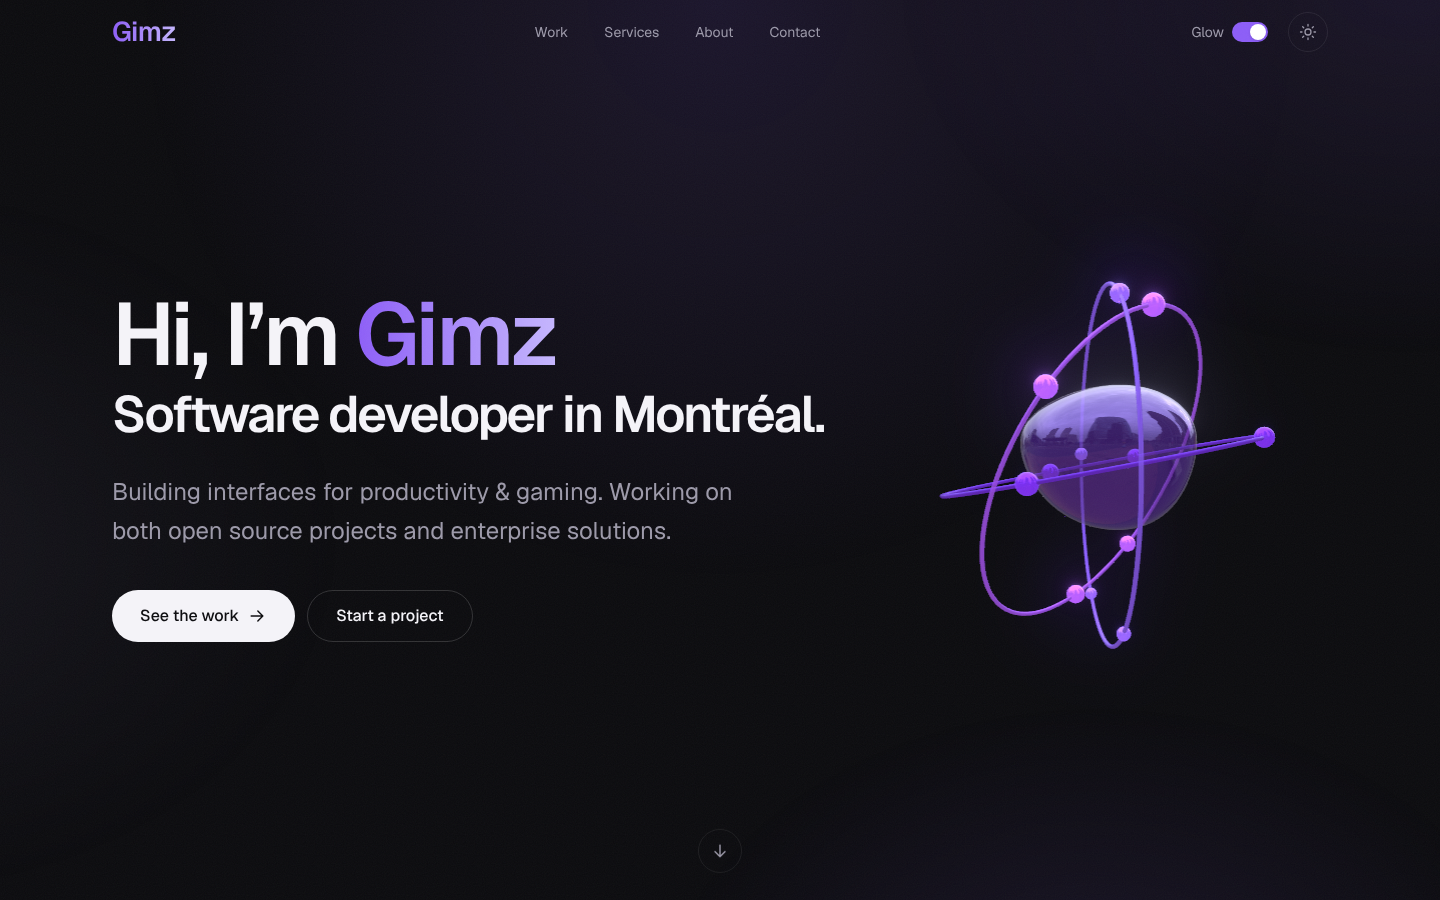 Gimz
Work
Services
About
Contact
Glow
Hi, I’m Gimz
Software developer in Montréal.
Building interfaces for productivity & gaming. Working on
both open source projects and enterprise solutions.
See the work
Start a project